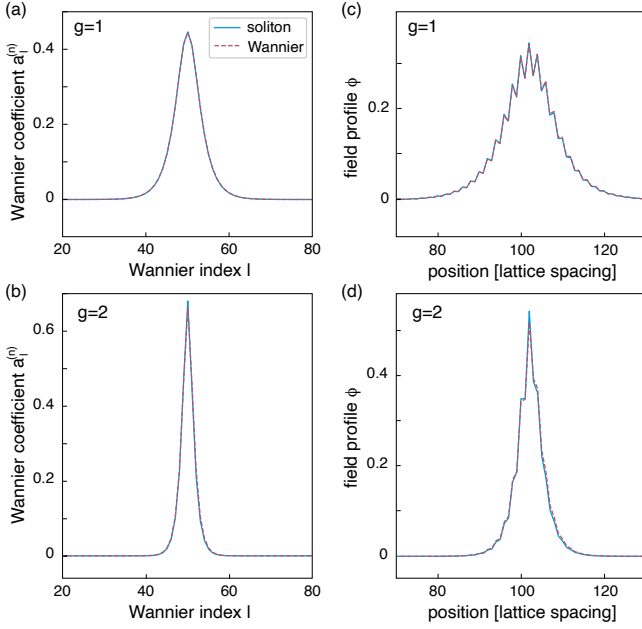 (a)
g=1
soliton
Wannier
Wannier coefficient a_l^(n)
0.4
0.2
0
20 40 60 80
Wannier index l
(c)
g=1
field profile ϕ
0.2
0
80 100 120
position [lattice spacing]
(b)
g=2
Wannier coefficient a_l^(n)
0.6
0.4
0.2
0
20 40 60 80
Wannier index l
(d)
g=2
field profile ϕ
0.4
0.2
0
80 100 120
position [lattice spacing]